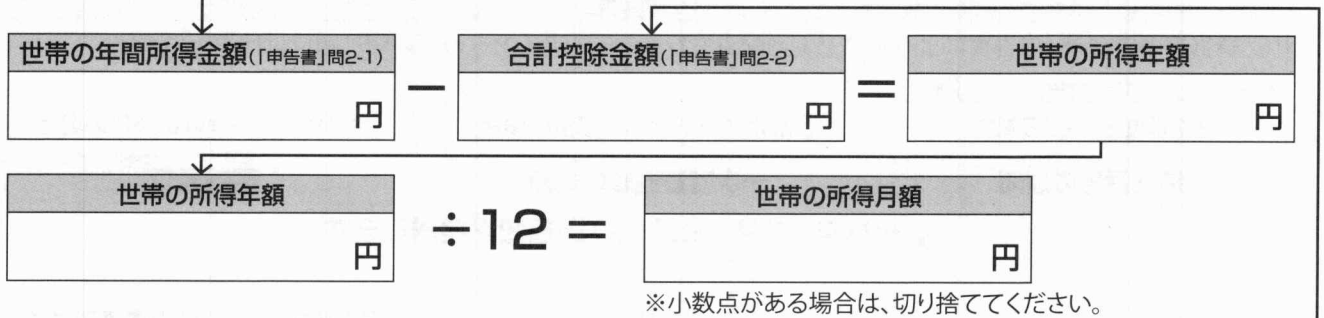 世帯の年間所得金額(「申告書」問2-1) 合計控除金額(「申告書」問2-2) 世帯の所得年額
円 − 円 = 円
世帯の所得年額 世帯の所得月額
円 ÷12= 円
※小数点がある場合は、切り捨ててください。